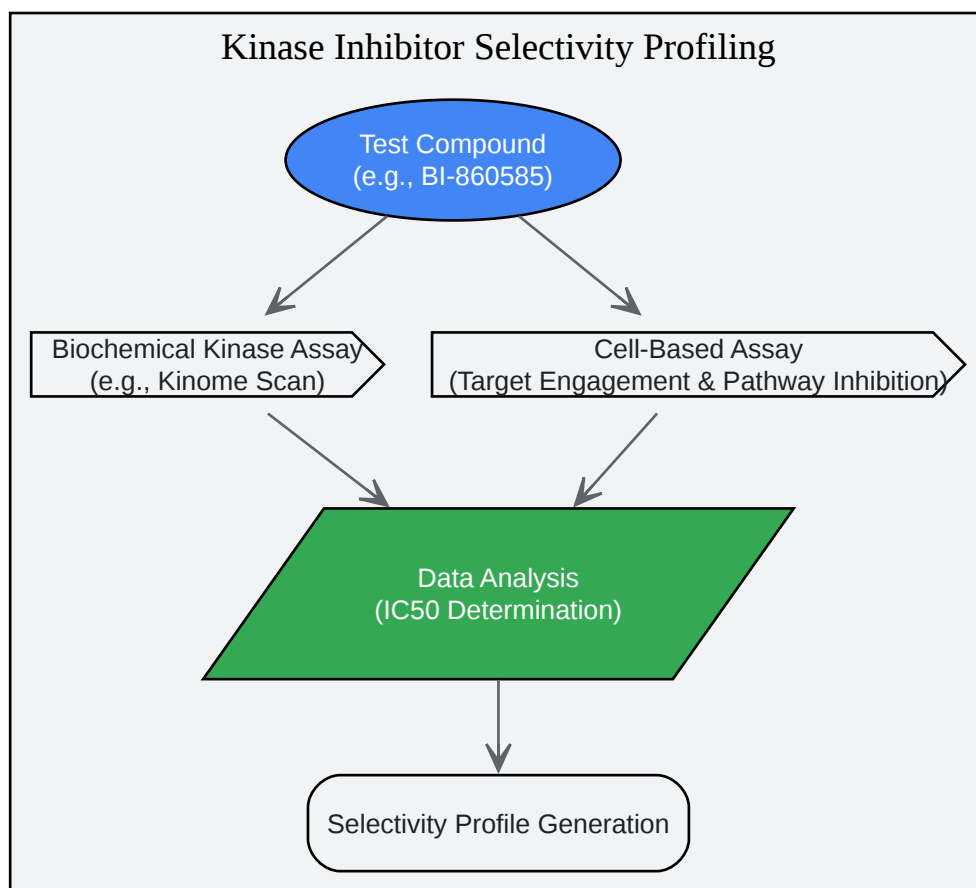 Kinase Inhibitor Selectivity Profiling
Test Compound
(e.g., BI-860585)
Biochemical Kinase Assay
(e.g., Kinome Scan)
Cell-Based Assay
(Target Engagement & Pathway Inhibition)
Data Analysis
(IC50 Determination)
Selectivity Profile Generation